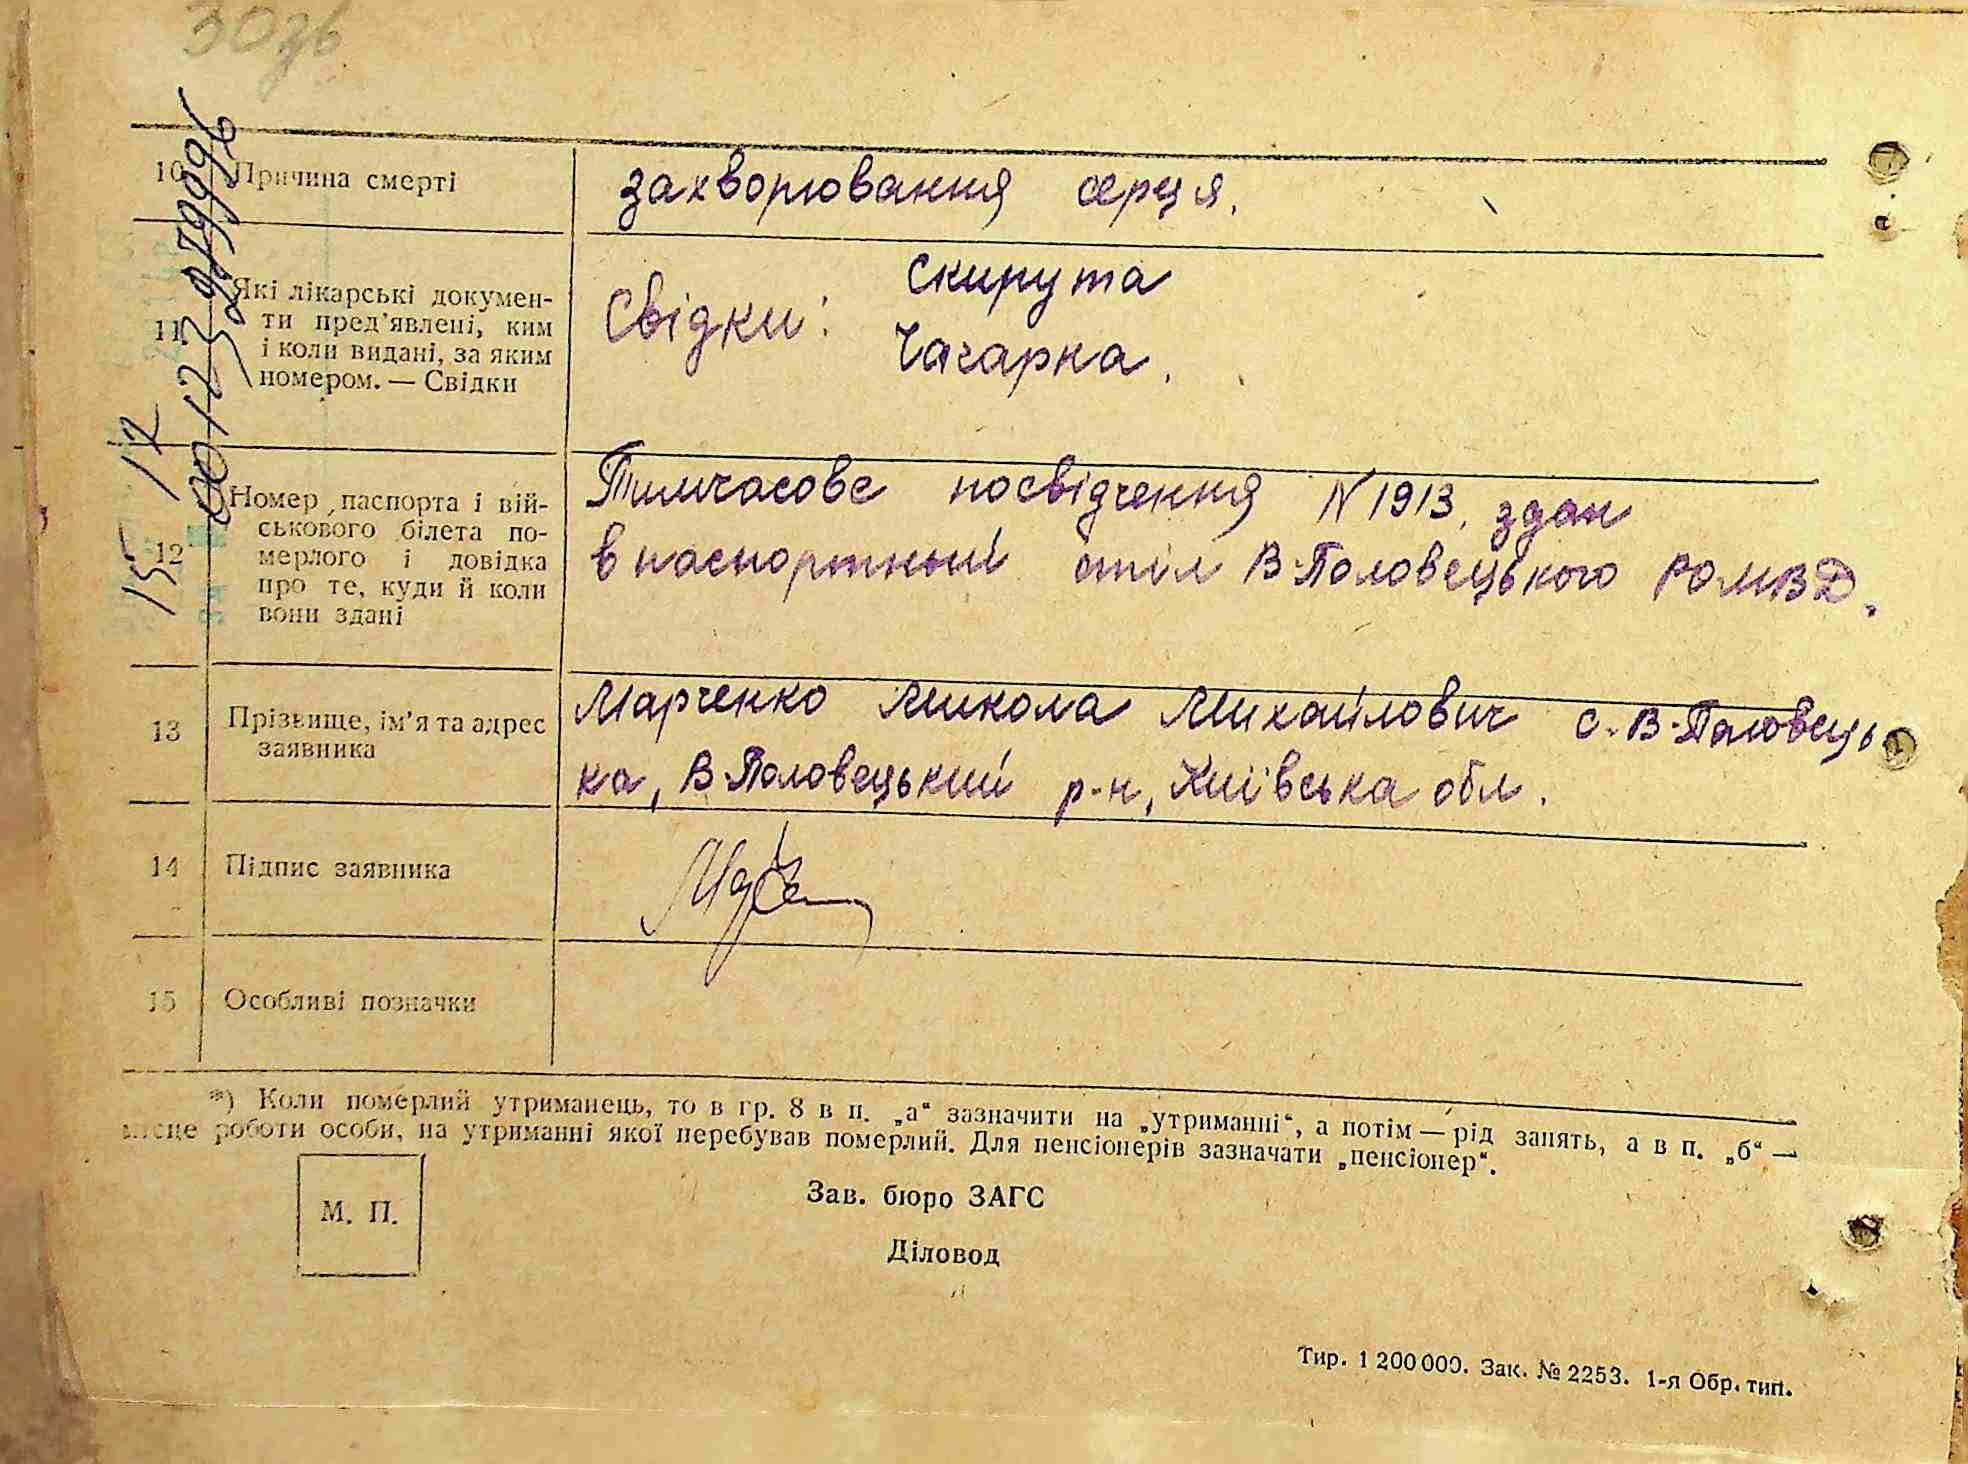 10 Причина смерті
захворювання серця.
11 Які лікарські докумен-
ти пред'явлені, ким
і коли видані, за яким
номером. — Свідки
Свідки: Скирута
Чагарна.
12 Номер паспорта і вій-
ськового білета по-
мерлого і довідка
про те, куди й коли
вони здані
Тимчасове посвідчення N 1913, здан
в паспортний стіл В-Половецького РОМВД.
13 Прізвище, ім'я та адрес
заявника
Марченко Микола Михайлович с. В-Половець
ка, В-Половецький р-н, Київська обл.
14 Підпис заявника
15 Особливі позначки
*) Коли померлий утриманець, то в гр. 8 в п. „а“ зазначити на „утриманні“, а потім — рід занять, а в п. „б“ —
місце роботи особи, на утриманні якої перебував померлий. Для пенсіонерів зазначати „пенсіонер“.
М. П.
Зав. бюро ЗАГС
Діловод
Тир. 1 200 000. Зак. № 2253. 1-я Обр. тип.